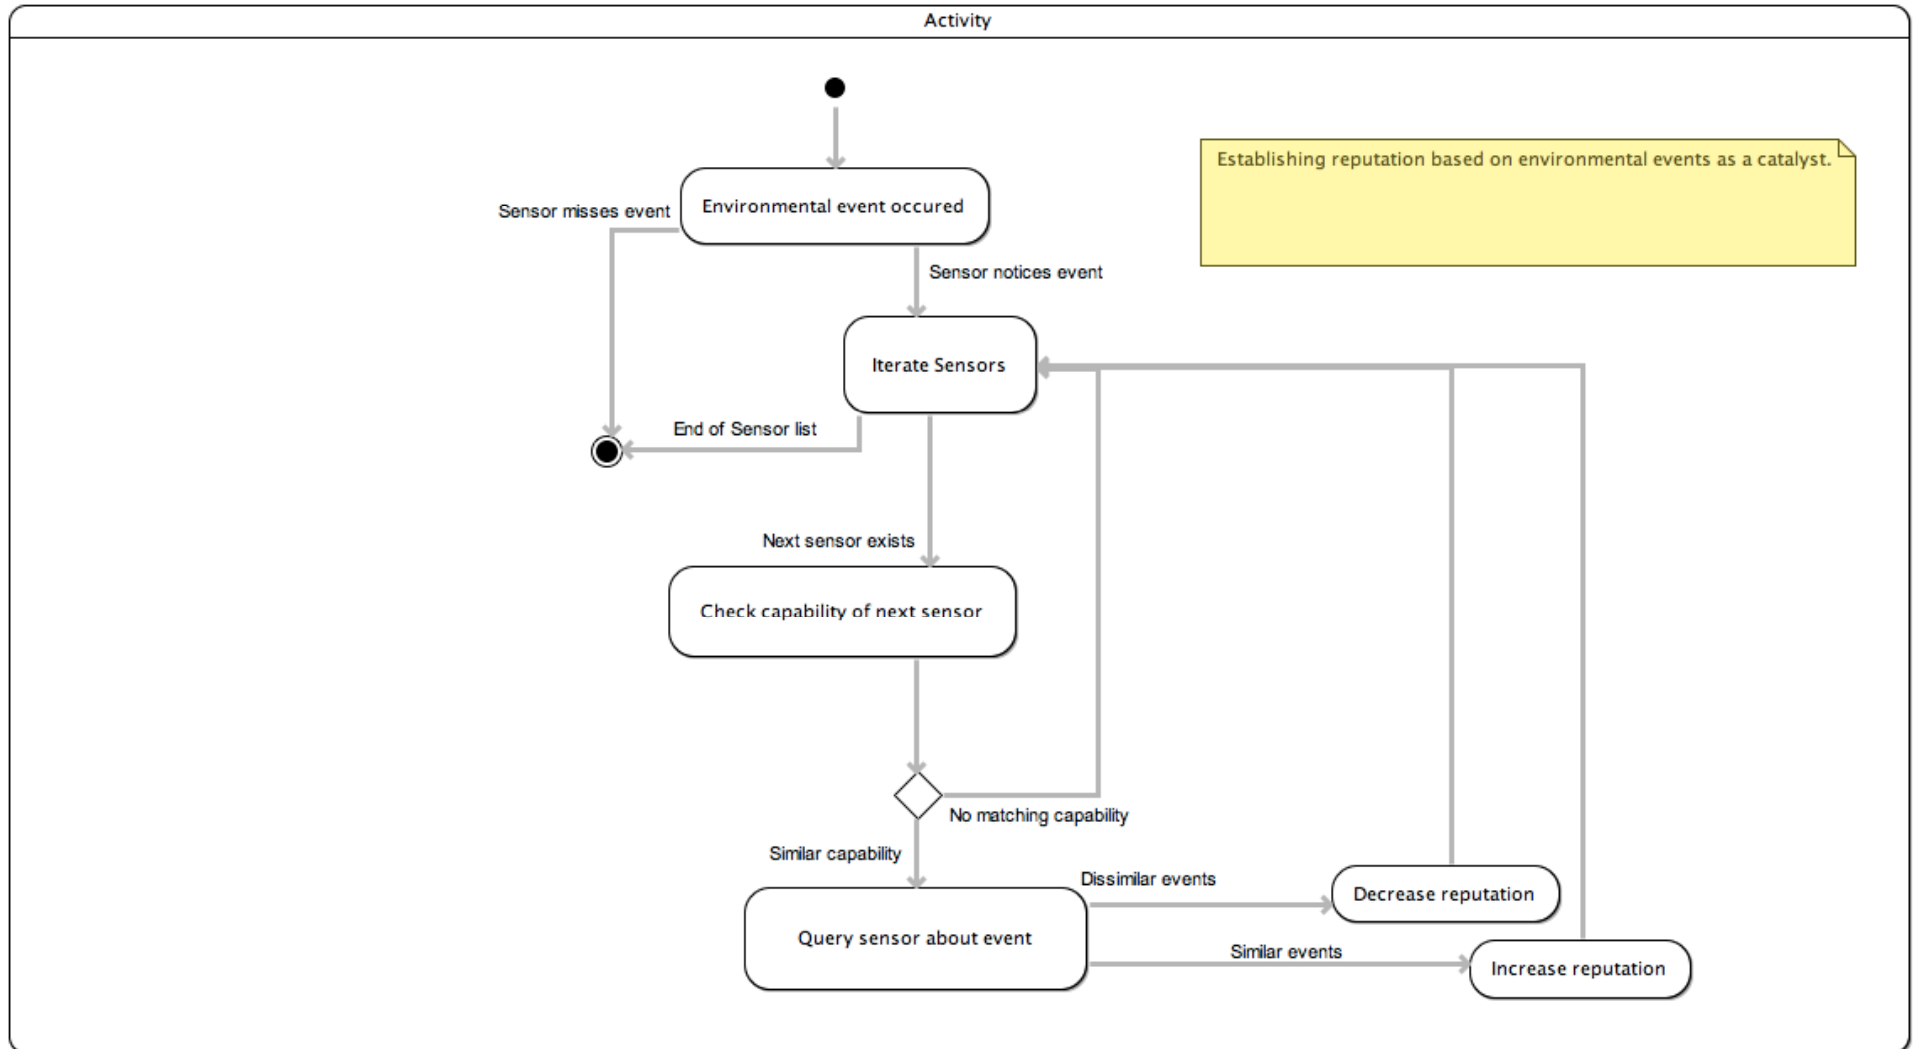 Activity
Establishing reputation based on environmental events as a catalyst.
Environmental event occured
Sensor misses event
Sensor notices event
Iterate Sensors
End of Sensor list
Next sensor exists
Check capability of next sensor
No matching capability
Similar capability
Dissimilar events
Decrease reputation
Query sensor about event
Similar events
Increase reputation